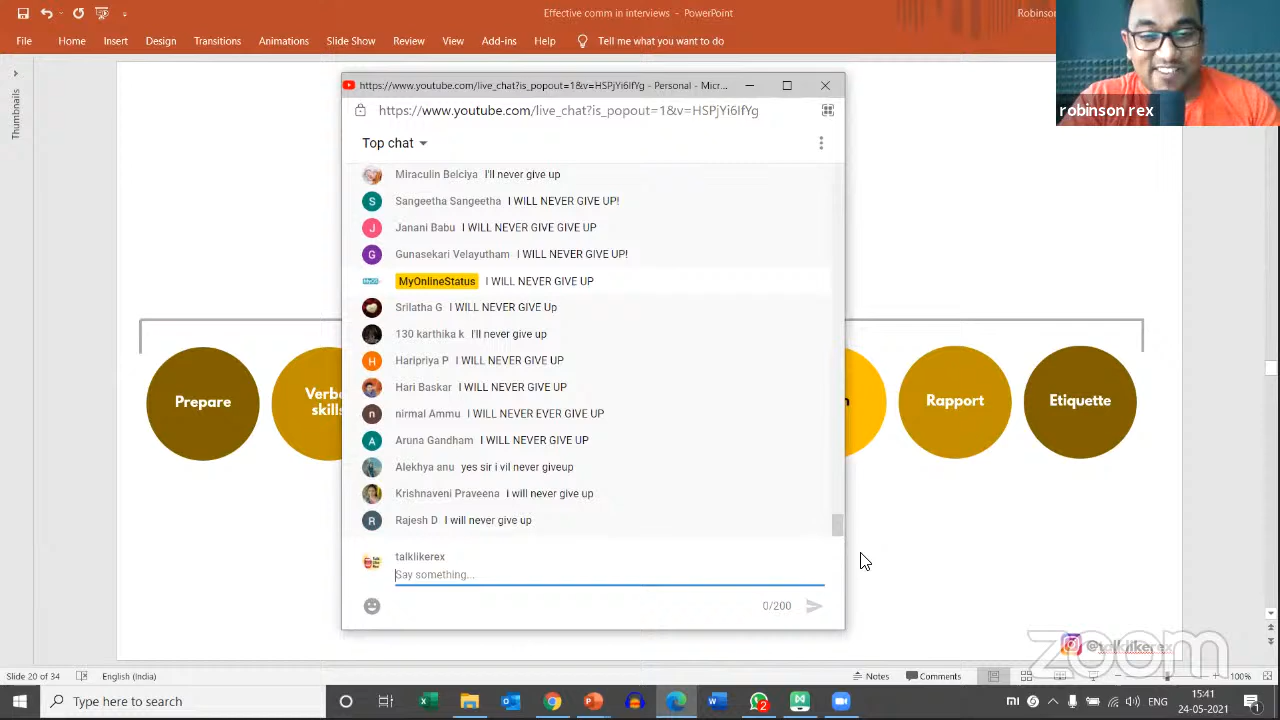 Effective comm in interviews - PowerPoint
Robinson
File Home Insert Design Transitions Animations Slide Show Review View Add-ins Help Tell me what you want to do
robinson rex
Thumbnails
https://www.youtube.com/live_chat?is_popout=1&v=HSPjYi6IfYg - Personal - Micr...
https://www.youtube.com/live_chat?is_popout=1&v=HSPjYi6IfYg
Top chat
Miraculin Belciya I'll never give up
Sangeetha Sangeetha I WILL NEVER GIVE UP!
Janani Babu I WILL NEVER GIVE GIVE UP
Gunasekari Velayutham I WILL NEVER GIVE UP!
MyOnlineStatus I WILL NEVER GIVE UP
Srilatha G I WILL NEVER GIVE Up
130 karthika k I'll never give up
Haripriya P I WILL NEVER GIVE UP
Hari Baskar I WILL NEVER GIVE UP
nirmal Ammu I WILL NEVER EVER GIVE UP
Aruna Gandham I WILL NEVER GIVE UP
Alekhya anu yes sir i vil never giveup
Krishnaveni Praveena i will never give up
Rajesh D I will never give up
talklikerex
Say something...
0/200
Prepare
skills
Rapport
Etiquette
@talklikerex
zoom
Slide 20 of 34 English (India) Notes Comments 100%
Type here to search
15:41
24-05-2021